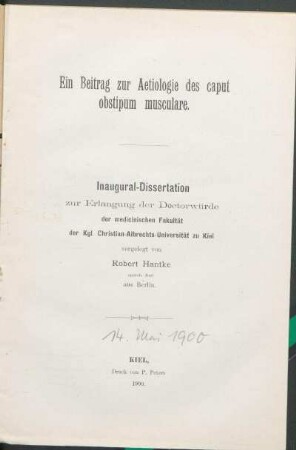 Ein Beitrag zur Aetiologie des caput
obstipum musculare.
Inaugural-Dissertation
zur Erlangung der Doctorwürde
der medicinischen Fakultät
der Kgl. Christian-Albrechts-Universität zu Kiel
vorgelegt von
Robert Hantke
aus Berlin.
14. Mai 1900
KIEL,
Druck von P. Peters
1900.